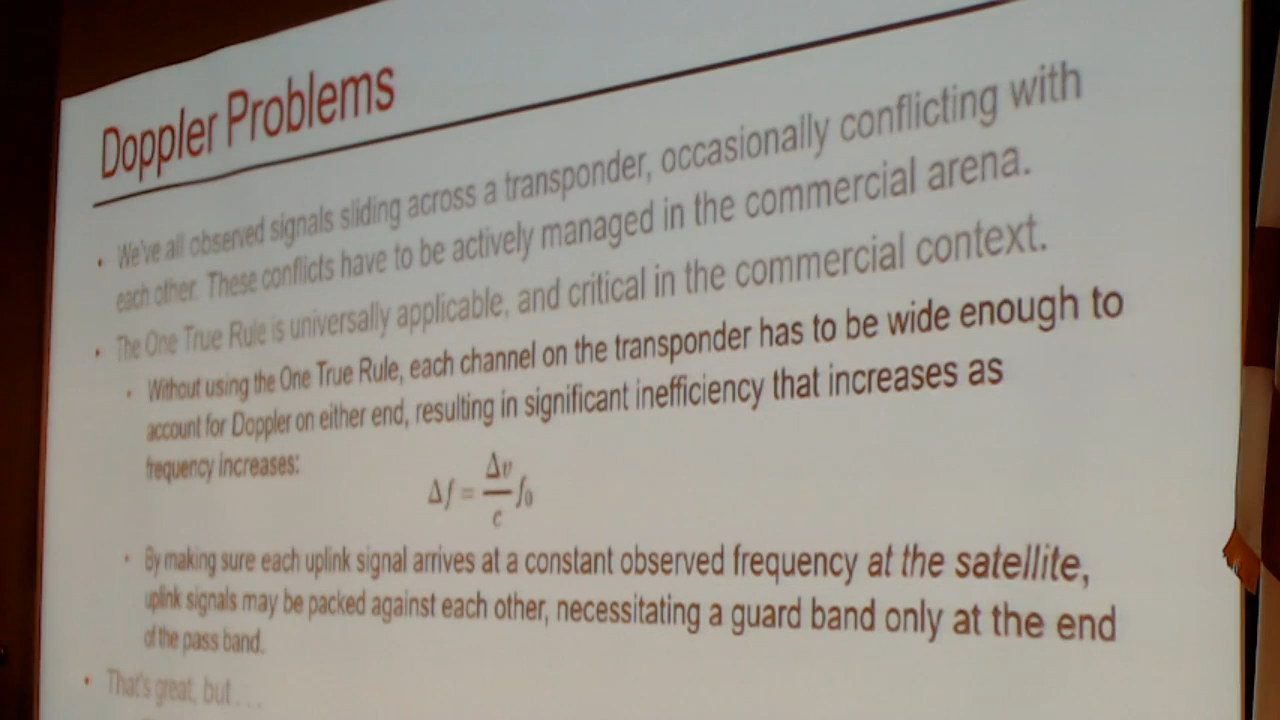 Doppler Problems
• We've all observed signals sliding across a transponder, occasionally conflicting with
each other. These conflicts have to be actively managed in the commercial arena.
• The One True Rule is universally applicable, and critical in the commercial context.
• Without using the One True Rule, each channel on the transponder has to be wide enough to
account for Doppler on either end, resulting in significant inefficiency that increases as
frequency increases:
Δf = Δv/c f₀
• By making sure each uplink signal arrives at a constant observed frequency at the satellite,
uplink signals may be packed against each other, necessitating a guard band only at the end
of the pass band.
• That's great, but . . .